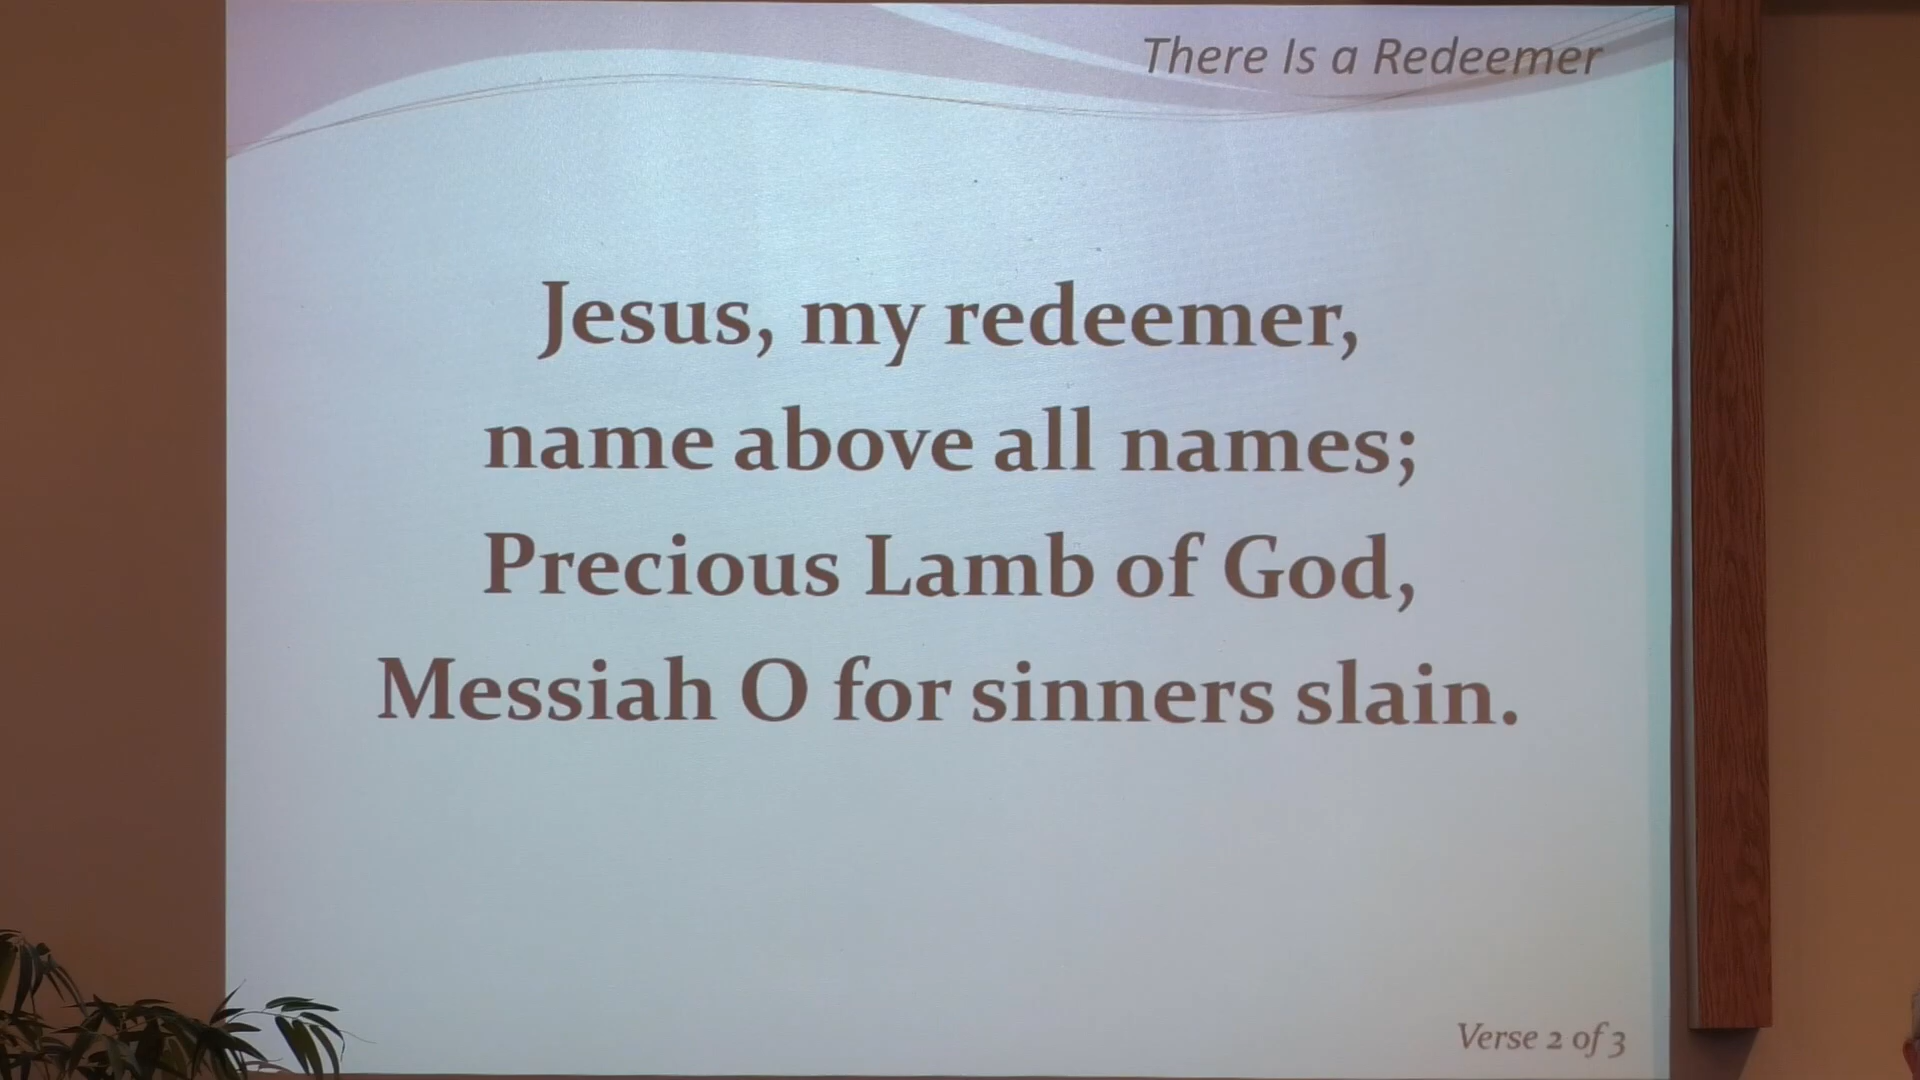 There Is a Redeemer
Jesus, my redeemer,
name above all names;
Precious Lamb of God,
Messiah O for sinners slain.
Verse 2 of 3